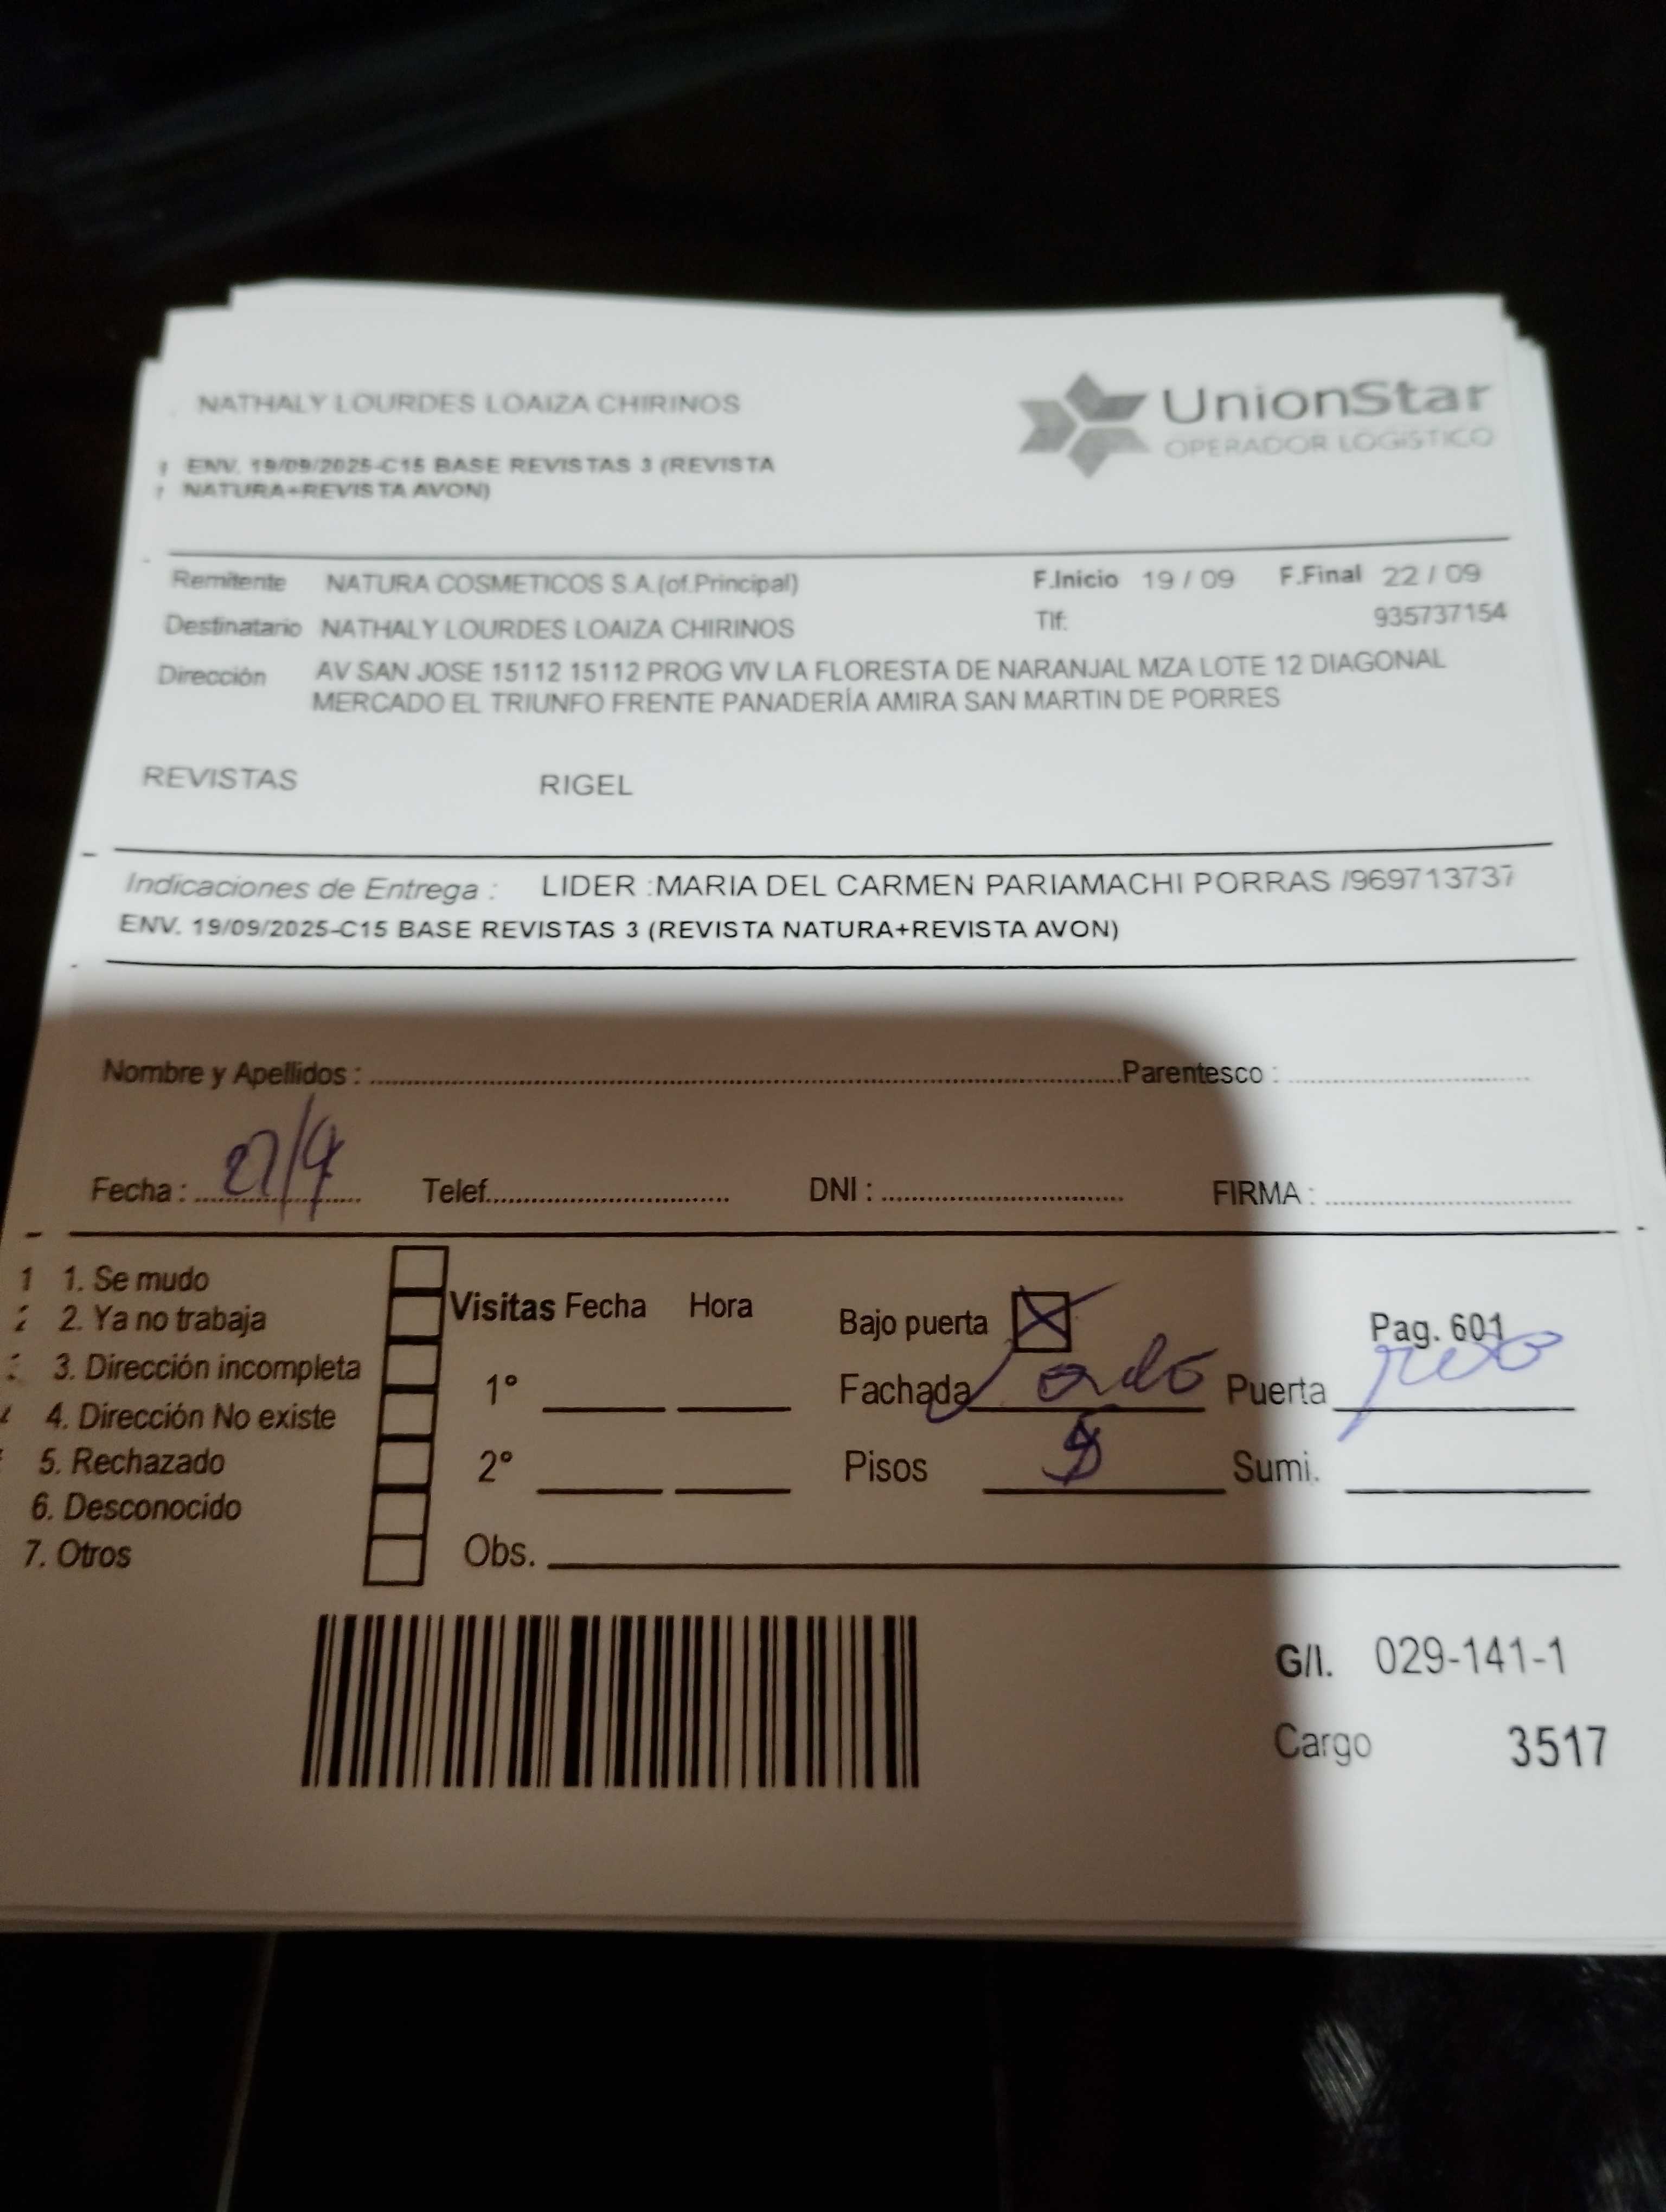 NATHALY LOURDES LOAIZA CHIRINOS
UnionStar
OPERADOR LOGISTICO
ENV. 19/09/2025-C15 BASE REVISTAS 3 (REVISTA
NATURA+REVISTA AVON)
Remitente NATURA COSMETICOS S.A.(of.Principal) F.Inicio 19 / 09 F.Final 22 / 09
Destinatario NATHALY LOURDES LOAIZA CHIRINOS Tlf: 935737154
Dirección AV SAN JOSE 15112 15112 PROG VIV LA FLORESTA DE NARANJAL MZA LOTE 12 DIAGONAL
MERCADO EL TRIUNFO FRENTE PANADERÍA AMIRA SAN MARTIN DE PORRES
REVISTAS RIGEL
Indicaciones de Entrega : LIDER :MARIA DEL CARMEN PARIAMACHI PORRAS /969713737
ENV. 19/09/2025-C15 BASE REVISTAS 3 (REVISTA NATURA+REVISTA AVON)
Nombre y Apellidos : Parentesco :
Fecha : Telef. DNI : FIRMA :
1. Se mudo
2. Ya no trabaja
3. Dirección incompleta
4. Dirección No existe
5. Rechazado
6. Desconocido
7. Otros
Visitas Fecha Hora
1°
2°
Obs.
Bajo puerta Pag. 601
Fachada Puerta
Pisos Sumi.
G/I. 029-141-1
Cargo 3517